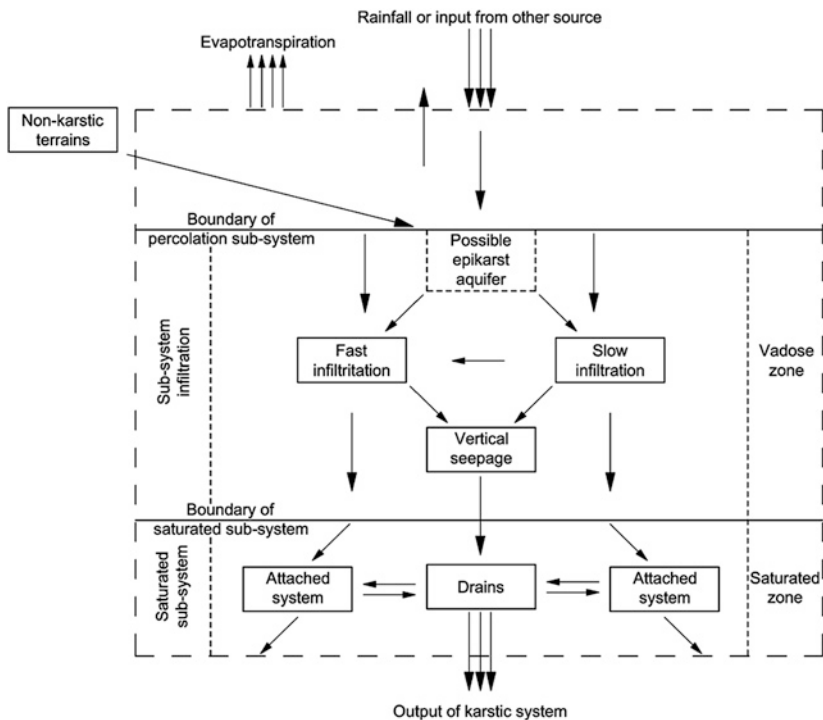 Rainfall or input from other source
Evapotranspiration
Non-karstic
terrains
Boundary of
percolation sub-system
Possible
epikarst
aquifer
Sub-system
infiltration
Fast
infiltritation
Slow
infiltration
Vadose
zone
Vertical
seepage
Boundary of
saturated sub-system
Saturated
sub-system
Attached
system
Drains
Attached
system
Saturated
zone
Output of karstic system